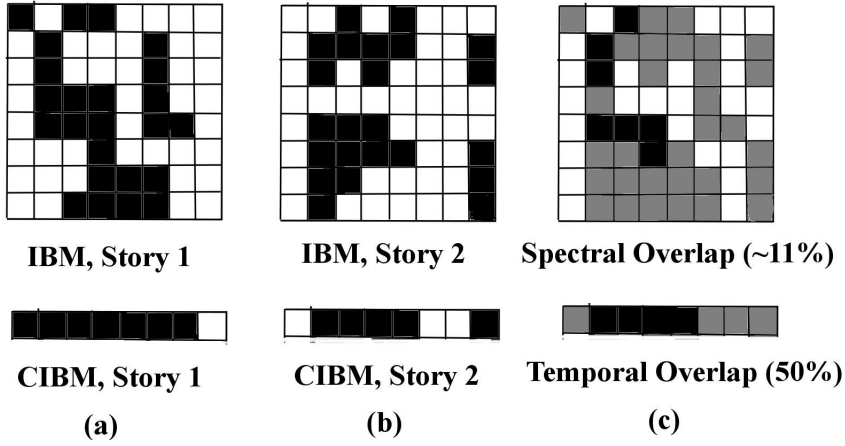 IBM, Story 1
IBM, Story 2
Spectral Overlap (~11%)
CIBM, Story 1
CIBM, Story 2
Temporal Overlap (50%)
(a)
(b)
(c)